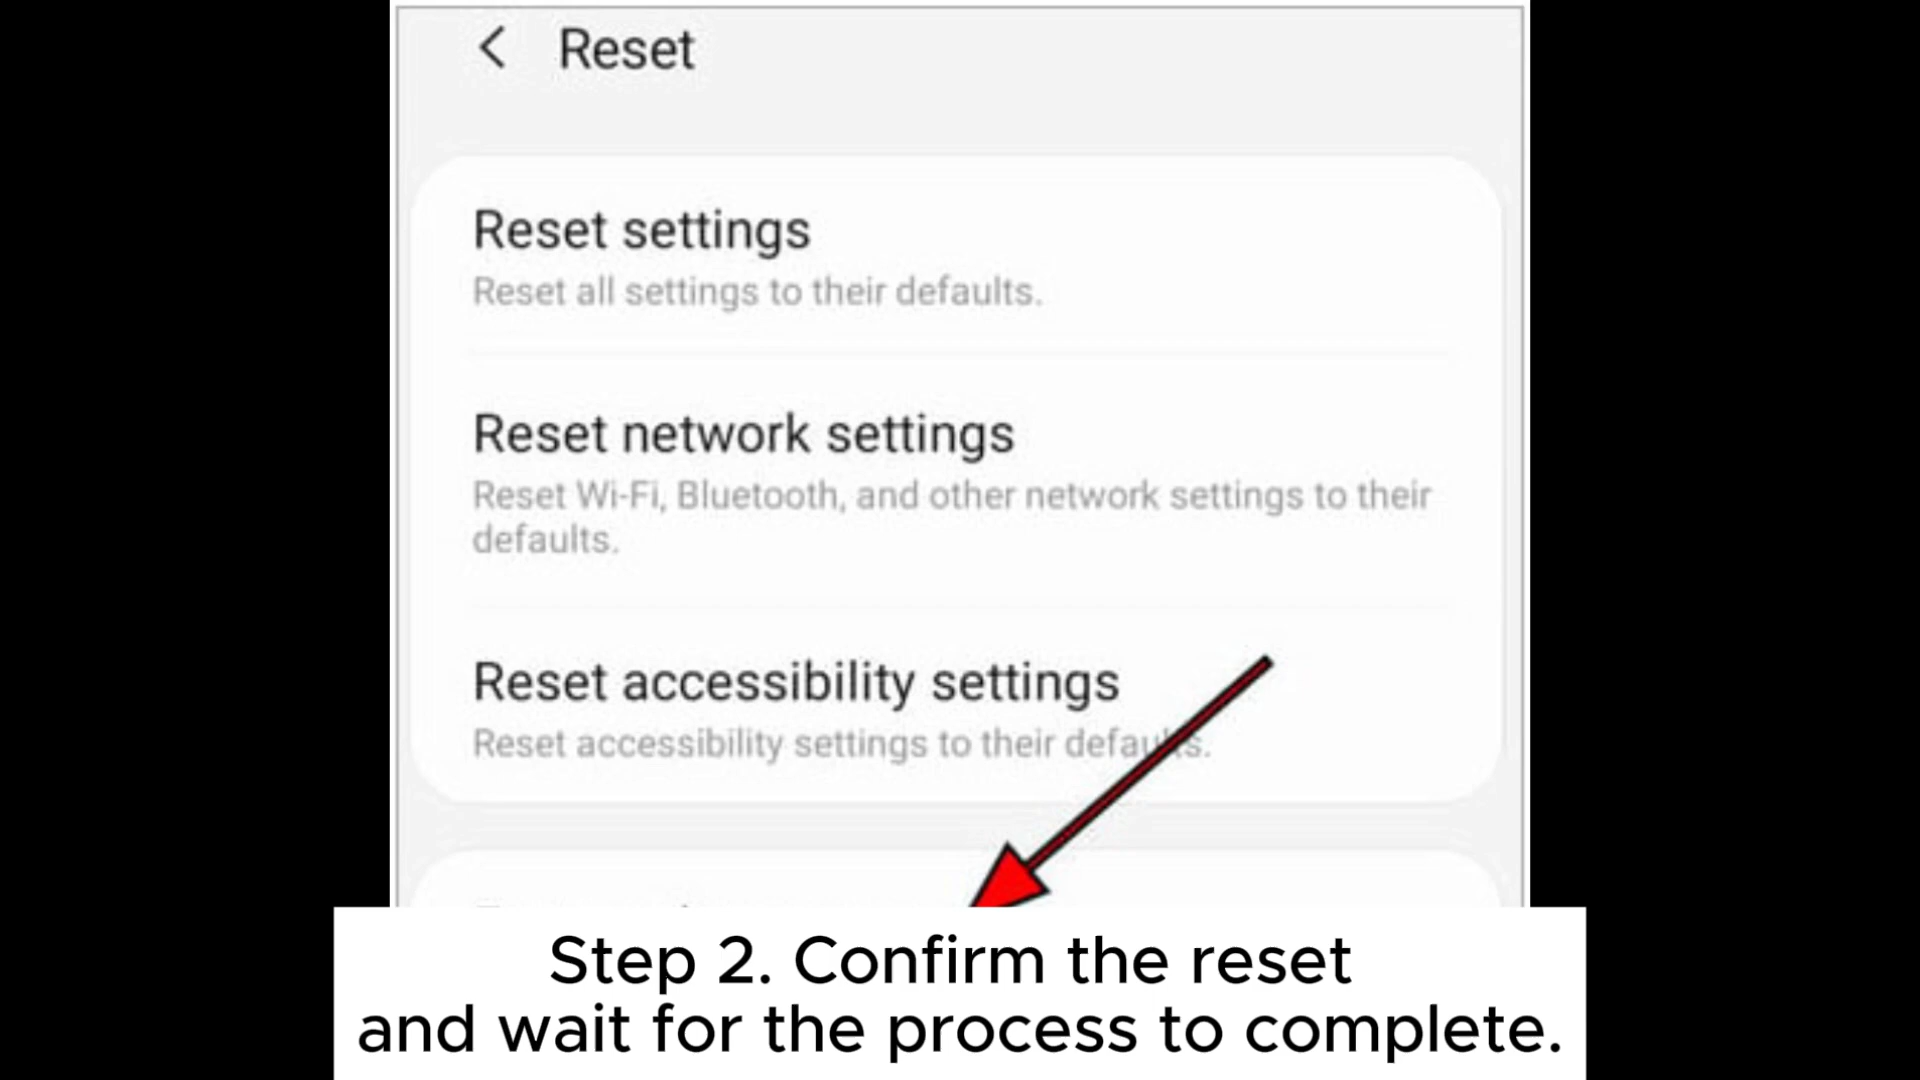 Reset
Reset settings
Reset all settings to their defaults.
Reset network settings
Reset Wi-Fi, Bluetooth, and other network settings to their
defaults.
Reset accessibility settings
Reset accessibility settings to their defaults.
Step 2. Confirm the reset
and wait for the process to complete.